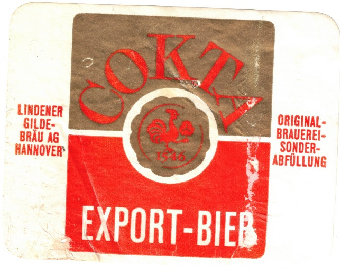 COKTA
LINDENER
GILDE-
BRÄU AG
HANNOVER
ORIGINAL-
BRAUEREI-
SONDER-
ABFÜLLUNG
EXPORT-BIER